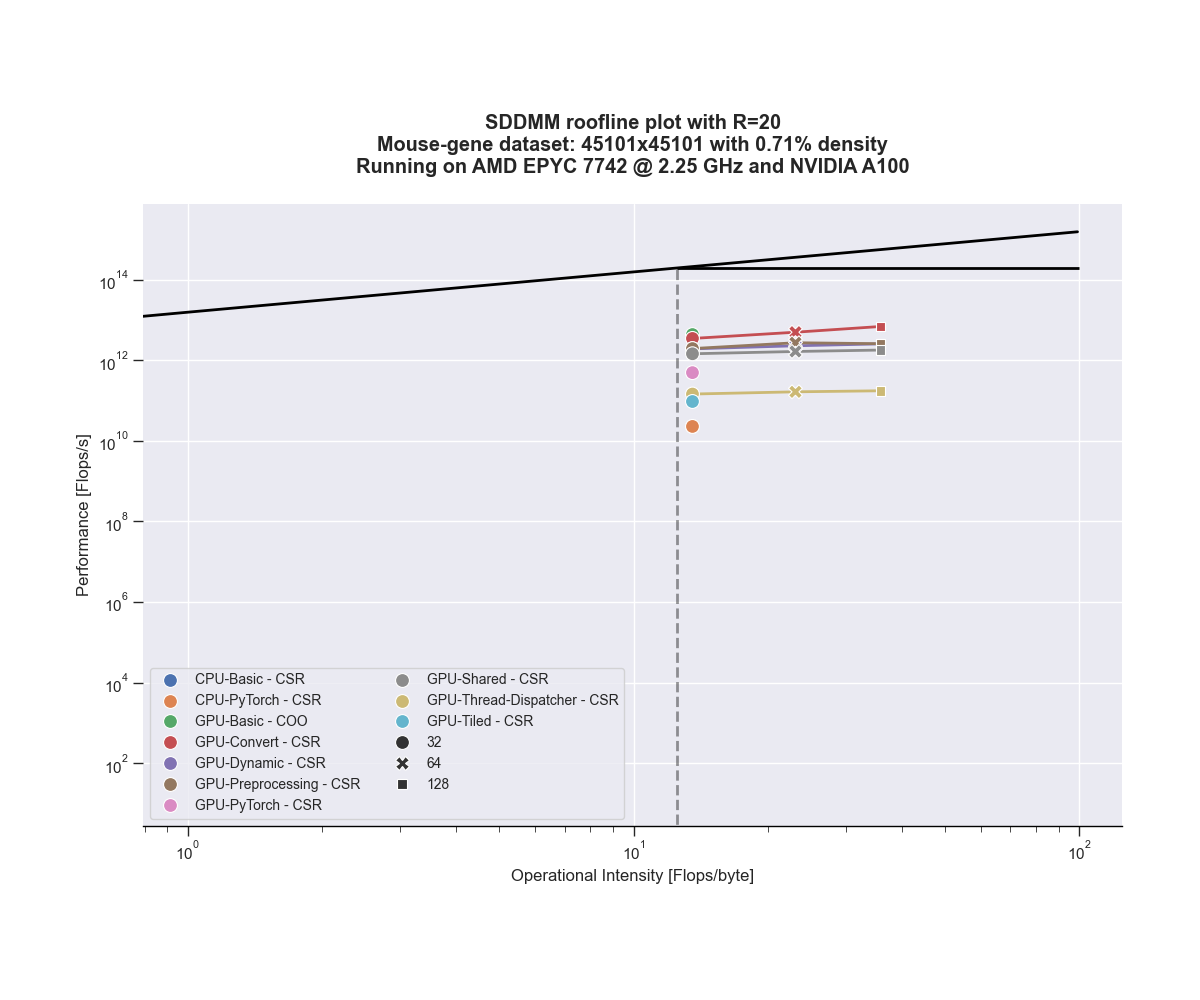 SDDMM roofline plot with R=20
Mouse-gene dataset: 45101x45101 with 0.71% density
Running on AMD EPYC 7742 @ 2.25 GHz and NVIDIA A100
Performance [Flops/s]
10^14
10^12
10^10
10^8
10^6
10^4
10^2
CPU-Basic - CSR
CPU-PyTorch - CSR
GPU-Basic - COO
GPU-Convert - CSR
GPU-Dynamic - CSR
GPU-Preprocessing - CSR
GPU-PyTorch - CSR
GPU-Shared - CSR
GPU-Thread-Dispatcher - CSR
GPU-Tiled - CSR
32
64
128
10^0 10^1 10^2
Operational Intensity [Flops/byte]